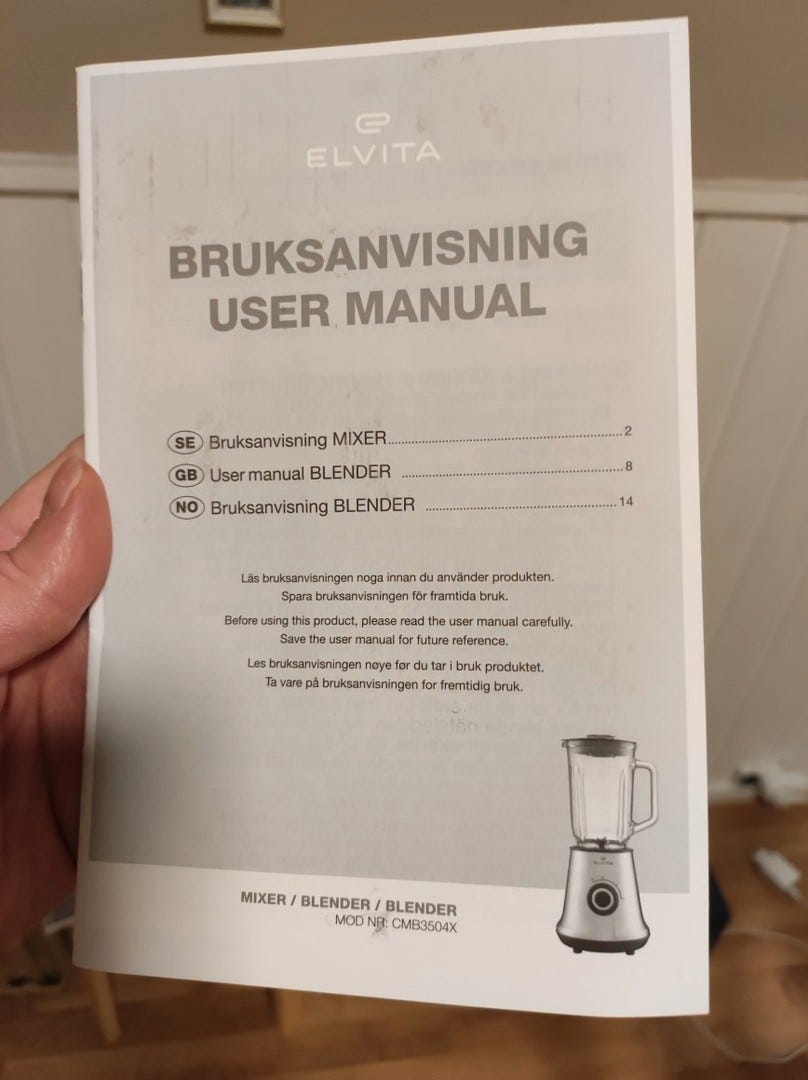 ELVITA
BRUKSANVISNING
USER MANUAL
SE Bruksanvisning MIXER 2
GB User manual BLENDER 8
NO Bruksanvisning BLENDER 14
Läs bruksanvisningen noga innan du använder produkten.
Spara bruksanvisningen för framtida bruk.
Before using this product, please read the user manual carefully.
Save the user manual for future reference.
Les bruksanvisningen nøye før du tar i bruk produktet.
Ta vare på bruksanvisningen for fremtidig bruk.
ELVITA
MIXER / BLENDER / BLENDER
MOD NR: CMB3504X